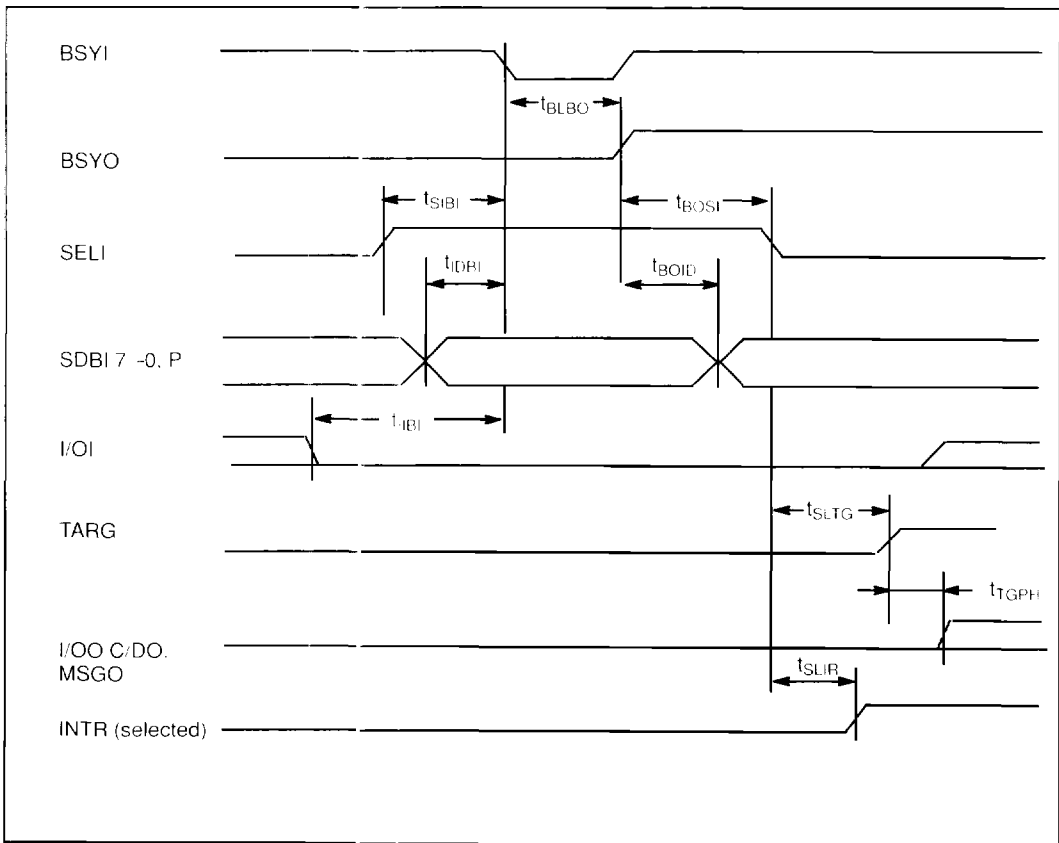 BSYI
tBLBO
BSYO
tSIBI
tBOSI
SELI
tIDBI
tBOID
SDBI 7 -0, P
tIIBI
I/OI
tSLTG
TARG
tTGPH
I/OO C/DO.
MSGO
tSLIR
INTR (selected)